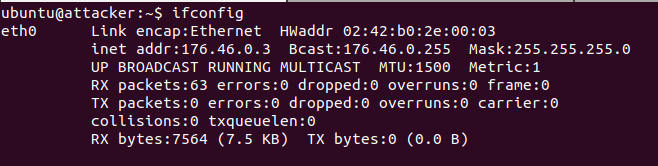 ubuntu@attacker:~$ ifconfig
eth0      Link encap:Ethernet  HWaddr 02:42:b0:2e:00:03
          inet addr:176.46.0.3  Bcast:176.46.0.255  Mask:255.255.255.0
          UP BROADCAST RUNNING MULTICAST  MTU:1500  Metric:1
          RX packets:63 errors:0 dropped:0 overruns:0 frame:0
          TX packets:0 errors:0 dropped:0 overruns:0 carrier:0
          collisions:0 txqueuelen:0
          RX bytes:7564 (7.5 KB)  TX bytes:0 (0.0 B)